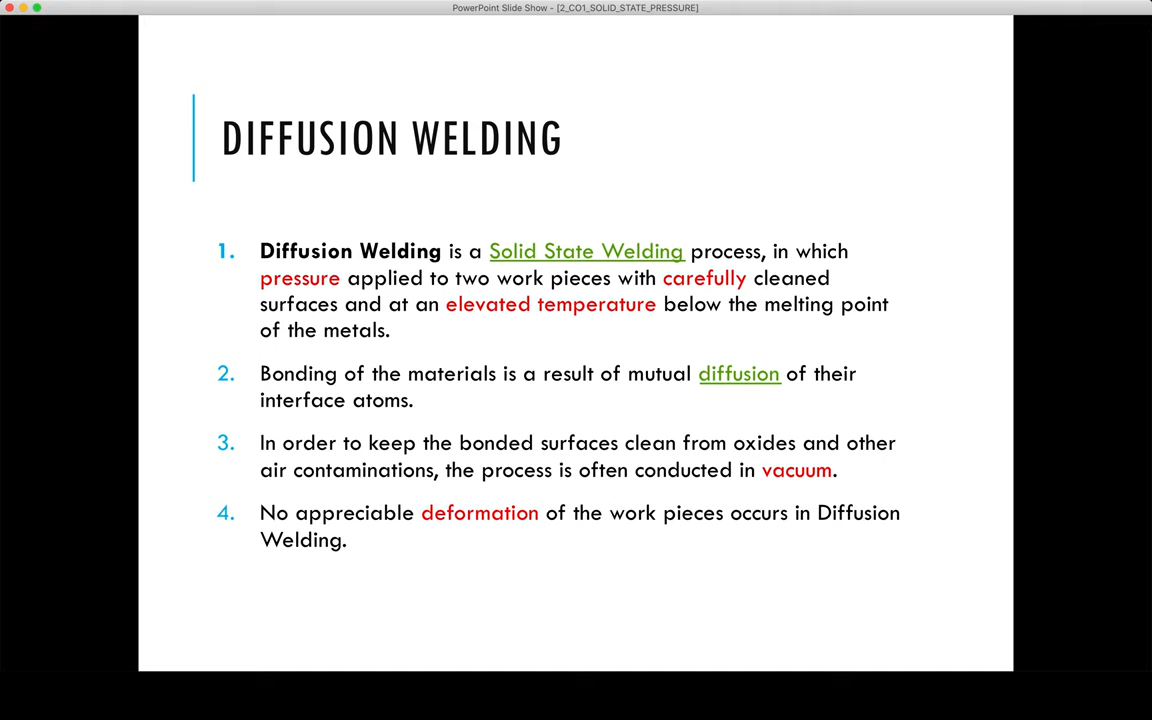 PowerPoint Slide Show - [2_CO1_SOLID_STATE_PRESSURE]
DIFFUSION WELDING
1. Diffusion Welding is a Solid State Welding process, in which
pressure applied to two work pieces with carefully cleaned
surfaces and at an elevated temperature below the melting point
of the metals.
2. Bonding of the materials is a result of mutual diffusion of their
interface atoms.
3. In order to keep the bonded surfaces clean from oxides and other
air contaminations, the process is often conducted in vacuum.
4. No appreciable deformation of the work pieces occurs in Diffusion
Welding.